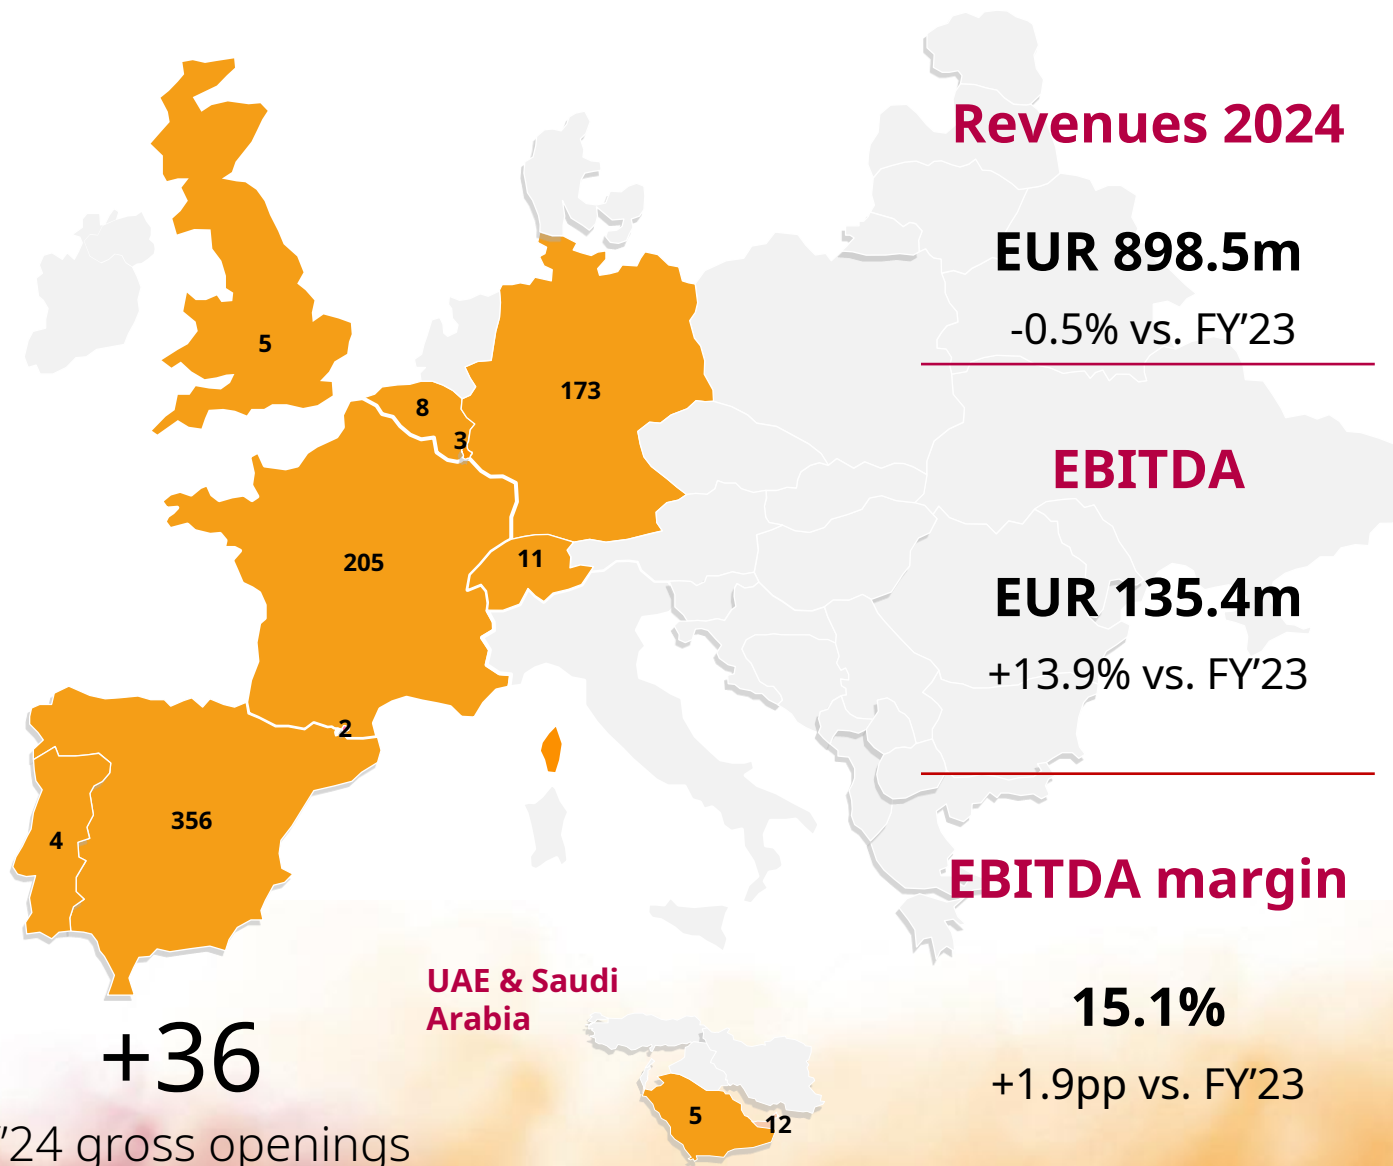 Revenues 2024
EUR 898.5m
-0.5% vs. FY’23
EBITDA
EUR 135.4m
+13.9% vs. FY’23
EBITDA margin
15.1%
+1.9pp vs. FY’23
5
8
3
173
205
11
2
356
4
+36
’24 gross openings
UAE & Saudi
Arabia
5
12